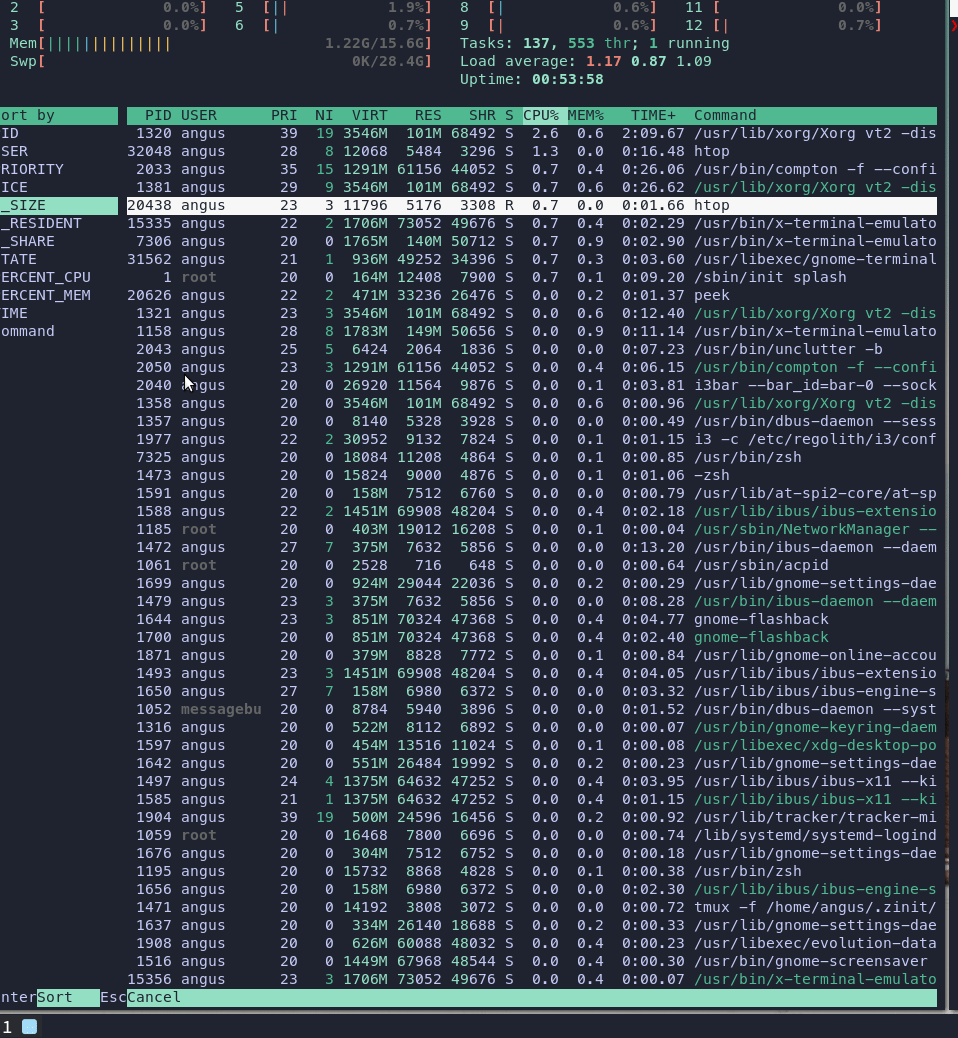 2 [ 0.0%] 5 [|| 1.9%] 8 [| 0.6%] 11 [ 0.0%]
3 [ 0.0%] 6 [| 0.7%] 9 [| 0.6%] 12 [| 0.7%]
Mem[|||||||||||||| 1.22G/15.6G] Tasks: 137, 553 thr; 1 running
Swp[ 0K/28.4G] Load average: 1.17 0.87 1.09
Uptime: 00:53:58
ort by PID USER PRI NI VIRT RES SHR S CPU% MEM% TIME+ Command
ID 1320 angus 39 19 3546M 101M 68492 S 2.6 0.6 2:09.67 /usr/lib/xorg/Xorg vt2 -dis
SER 32048 angus 28 8 12068 5484 3296 S 1.3 0.0 0:16.48 htop
RIORITY 2033 angus 35 15 1291M 61156 44052 S 0.7 0.4 0:26.06 /usr/bin/compton -f --confi
ICE 1381 angus 29 9 3546M 101M 68492 S 0.7 0.6 0:26.62 /usr/lib/xorg/Xorg vt2 -dis
_SIZE 20438 angus 23 3 11796 5176 3308 R 0.7 0.0 0:01.66 htop
_RESIDENT 15335 angus 22 2 1706M 73052 49676 S 0.7 0.4 0:02.29 /usr/bin/x-terminal-emulato
_SHARE 7306 angus 20 0 1765M 140M 50712 S 0.7 0.9 0:02.90 /usr/bin/x-terminal-emulato
TATE 31562 angus 21 1 936M 49252 34396 S 0.7 0.3 0:03.60 /usr/libexec/gnome-terminal
ERCENT_CPU 1 root 20 0 164M 12408 7900 S 0.7 0.1 0:09.20 /sbin/init splash
ERCENT_MEM 20626 angus 22 2 471M 33236 26476 S 0.0 0.2 0:01.37 peek
IME 1321 angus 23 3 3546M 101M 68492 S 0.0 0.6 0:12.40 /usr/lib/xorg/Xorg vt2 -dis
ommand 1158 angus 28 8 1783M 149M 50656 S 0.0 0.9 0:11.14 /usr/bin/x-terminal-emulato
2043 angus 25 5 6424 2064 1836 S 0.0 0.0 0:07.23 /usr/bin/unclutter -b
2050 angus 23 3 1291M 61156 44052 S 0.0 0.4 0:06.15 /usr/bin/compton -f --confi
2040 angus 20 0 26920 11564 9876 S 0.0 0.1 0:03.81 i3bar --bar_id=bar-0 --sock
1358 angus 20 0 3546M 101M 68492 S 0.0 0.6 0:00.96 /usr/lib/xorg/Xorg vt2 -dis
1357 angus 20 0 8140 5328 3928 S 0.0 0.0 0:00.49 /usr/bin/dbus-daemon --sess
1977 angus 22 2 30952 9132 7824 S 0.0 0.1 0:01.15 i3 -c /etc/regolith/i3/conf
7325 angus 20 0 18084 11208 4864 S 0.0 0.1 0:00.85 /usr/bin/zsh
1473 angus 20 0 15824 9000 4876 S 0.0 0.1 0:01.06 -zsh
1591 angus 20 0 158M 7512 6760 S 0.0 0.0 0:00.79 /usr/lib/at-spi2-core/at-sp
1588 angus 22 2 1451M 69908 48204 S 0.0 0.4 0:02.18 /usr/lib/ibus/ibus-extensio
1185 root 20 0 403M 19012 16208 S 0.0 0.1 0:00.04 /usr/sbin/NetworkManager --
1472 angus 27 7 375M 7632 5856 S 0.0 0.0 0:13.20 /usr/bin/ibus-daemon --daem
1061 root 20 0 2528 716 648 S 0.0 0.0 0:00.64 /usr/sbin/acpid
1699 angus 20 0 924M 29044 22036 S 0.0 0.2 0:00.29 /usr/lib/gnome-settings-dae
1479 angus 23 3 375M 7632 5856 S 0.0 0.0 0:08.28 /usr/bin/ibus-daemon --daem
1644 angus 23 3 851M 70324 47368 S 0.0 0.4 0:04.77 gnome-flashback
1700 angus 20 0 851M 70324 47368 S 0.0 0.4 0:02.40 gnome-flashback
1871 angus 20 0 379M 8828 7772 S 0.0 0.1 0:00.84 /usr/lib/gnome-online-accou
1493 angus 23 3 1451M 69908 48204 S 0.0 0.4 0:04.05 /usr/lib/ibus/ibus-extensio
1650 angus 27 7 158M 6980 6372 S 0.0 0.0 0:03.32 /usr/lib/ibus/ibus-engine-s
1052 messagebu 20 0 8784 5940 3896 S 0.0 0.0 0:01.52 /usr/bin/dbus-daemon --syst
1316 angus 20 0 522M 8112 6892 S 0.0 0.0 0:00.07 /usr/bin/gnome-keyring-daem
1597 angus 20 0 454M 13516 11024 S 0.0 0.1 0:00.08 /usr/libexec/xdg-desktop-po
1642 angus 20 0 551M 26484 19992 S 0.0 0.2 0:00.23 /usr/lib/gnome-settings-dae
1497 angus 24 4 1375M 64632 47252 S 0.0 0.4 0:03.95 /usr/lib/ibus/ibus-x11 --ki
1585 angus 21 1 1375M 64632 47252 S 0.0 0.4 0:01.15 /usr/lib/ibus/ibus-x11 --ki
1904 angus 39 19 500M 24596 16456 S 0.0 0.2 0:00.92 /usr/lib/tracker/tracker-mi
1059 root 20 0 16468 7800 6696 S 0.0 0.0 0:00.74 /lib/systemd/systemd-logind
1676 angus 20 0 304M 7512 6752 S 0.0 0.0 0:00.18 /usr/lib/gnome-settings-dae
1195 angus 20 0 15732 8868 4828 S 0.0 0.1 0:00.38 /usr/bin/zsh
1656 angus 20 0 158M 6980 6372 S 0.0 0.0 0:02.30 /usr/lib/ibus/ibus-engine-s
1471 angus 20 0 14192 3808 3072 S 0.0 0.0 0:00.72 tmux -f /home/angus/.zinit/
1637 angus 20 0 334M 26140 18688 S 0.0 0.2 0:00.33 /usr/lib/gnome-settings-dae
1908 angus 20 0 626M 60088 48032 S 0.0 0.4 0:00.23 /usr/libexec/evolution-data
1516 angus 20 0 1449M 67968 48544 S 0.0 0.4 0:00.30 /usr/bin/gnome-screensaver
15356 angus 23 3 1706M 73052 49676 S 0.0 0.4 0:00.07 /usr/bin/x-terminal-emulato
nterSort EscCancel
1